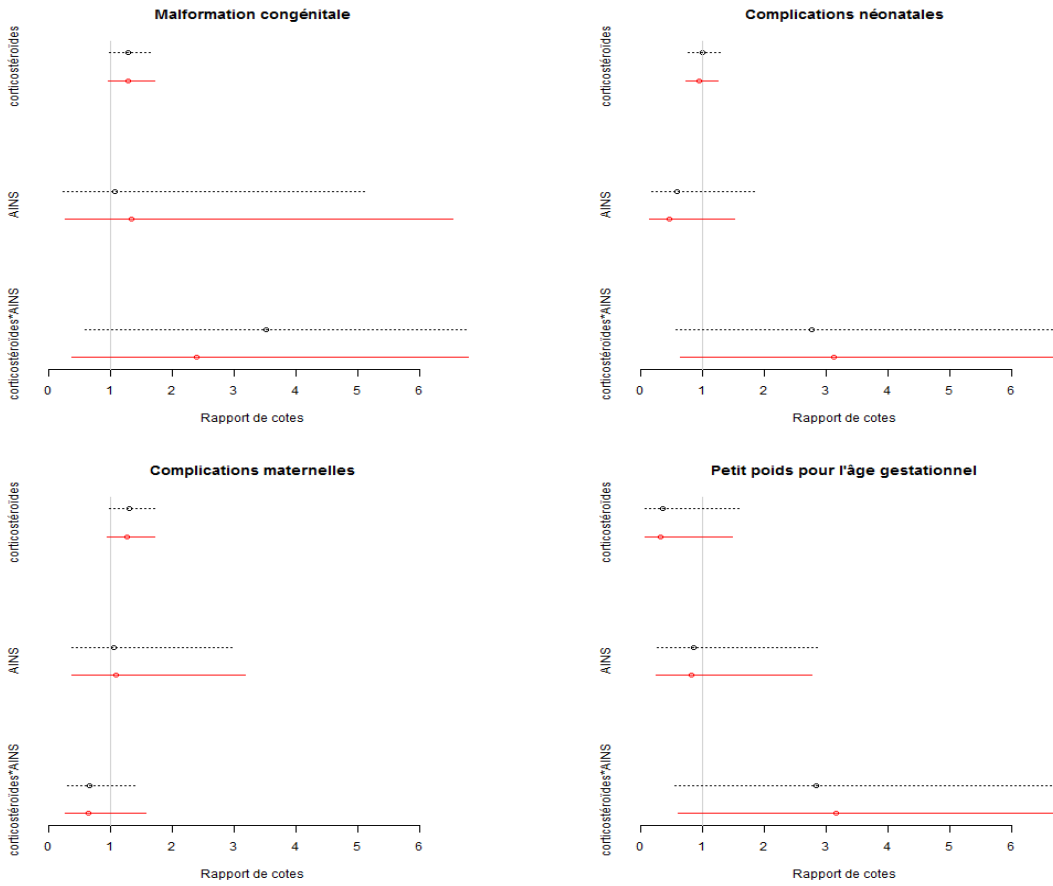 Malformation congénitale
corticostéroïdes
AINS
corticostéroïdes*AINS
0 1 2 3 4 5 6
Rapport de cotes
Complications néonatales
corticostéroïdes
AINS
corticostéroïdes*AINS
0 1 2 3 4 5 6
Rapport de cotes
Complications maternelles
corticostéroïdes
AINS
corticostéroïdes*AINS
0 1 2 3 4 5 6
Rapport de cotes
Petit poids pour l'âge gestationnel
corticostéroïdes
AINS
corticostéroïdes*AINS
0 1 2 3 4 5 6
Rapport de cotes